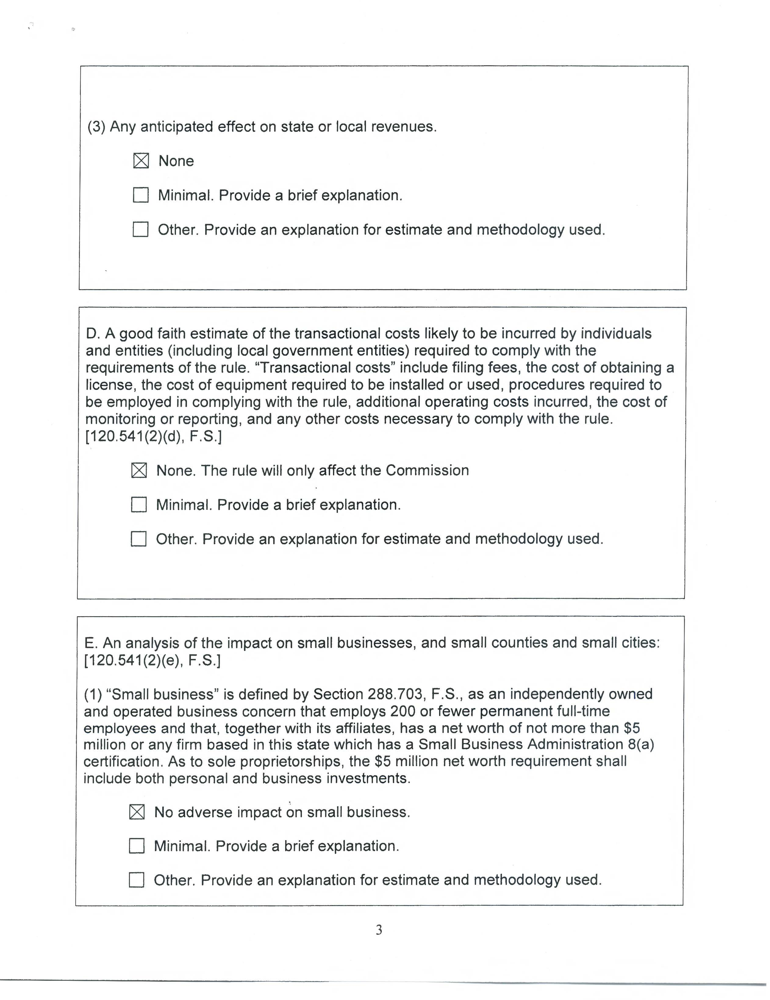 (3) Any anticipated effect on state or local revenues.
☒ None
☐ Minimal. Provide a brief explanation.
☐ Other. Provide an explanation for estimate and methodology used.
D. A good faith estimate of the transactional costs likely to be incurred by individuals
and entities (including local government entities) required to comply with the
requirements of the rule. “Transactional costs” include filing fees, the cost of obtaining a
license, the cost of equipment required to be installed or used, procedures required to
be employed in complying with the rule, additional operating costs incurred, the cost of
monitoring or reporting, and any other costs necessary to comply with the rule.
[120.541(2)(d), F.S.]
☒ None. The rule will only affect the Commission
☐ Minimal. Provide a brief explanation.
☐ Other. Provide an explanation for estimate and methodology used.
E. An analysis of the impact on small businesses, and small counties and small cities:
[120.541(2)(e), F.S.]
(1) “Small business” is defined by Section 288.703, F.S., as an independently owned
and operated business concern that employs 200 or fewer permanent full-time
employees and that, together with its affiliates, has a net worth of not more than $5
million or any firm based in this state which has a Small Business Administration 8(a)
certification. As to sole proprietorships, the $5 million net worth requirement shall
include both personal and business investments.
☒ No adverse impact on small business.
☐ Minimal. Provide a brief explanation.
☐ Other. Provide an explanation for estimate and methodology used.
3